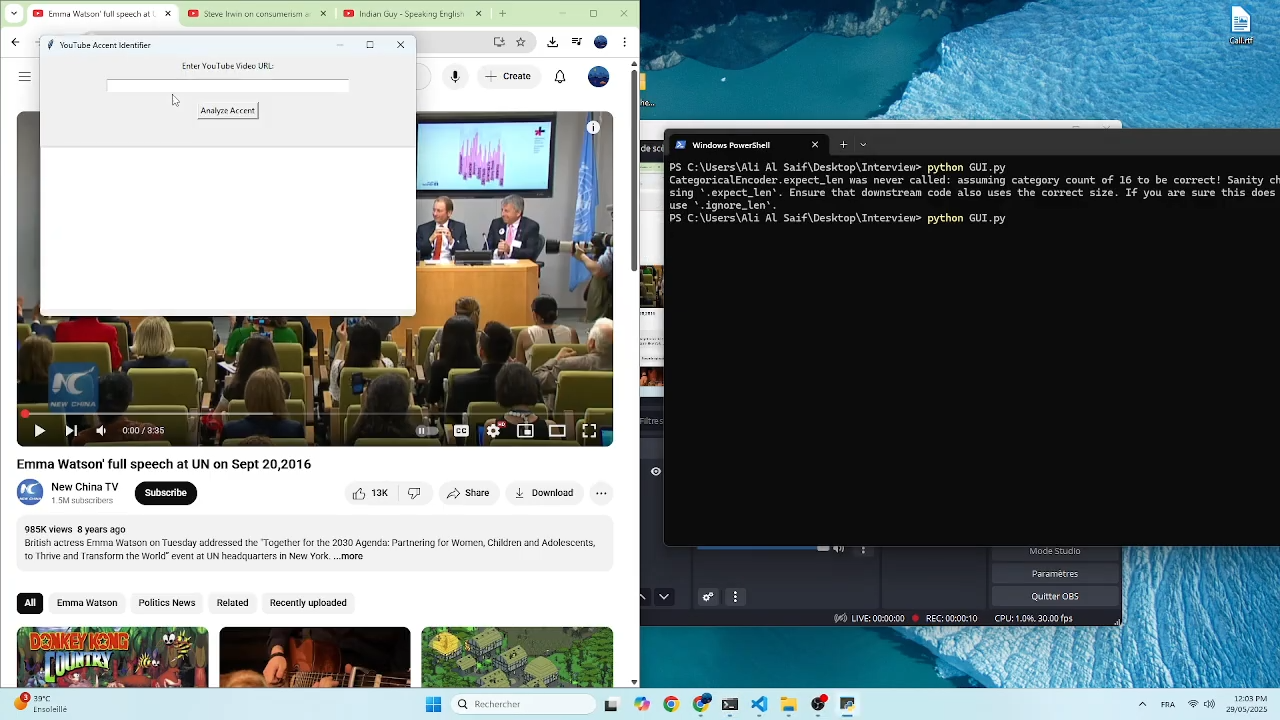 Emma Watson' full speech at U
Steve Irwin on consumerism a
Indian Guy - Speaking English
YouTube Accent Identifier
Enter YouTube Video URL:
Analyze Accent
Create
Call.rtf
he...
Windows PowerShell
PS C:\Users\Ali Al Saif\Desktop\Interview> python GUI.py
CategoricalEncoder.expect_len was never called: assuming category count of 16 to be correct! Sanity ch
sing `.expect_len`. Ensure that downstream code also uses the correct size. If you are sure this does
use `.ignore_len`.
PS C:\Users\Ali Al Saif\Desktop\Interview> python GUI.py
NEW CHINA
0:00 / 3:35
CC
HD
Emma Watson' full speech at UN on Sept 20,2016
New China TV
1.5M subscribers
Subscribe
13K
Share
Download
985K views 8 years ago
British actress Emma Watson on Tuesday addressed the "Together for the 2030 Agenda: Partnering for Women, Children and Adolescents,
to Thrive and Transform the World" event at UN headquarters in New York. ...more
All
Emma Watson
Politics News
Related
Recently uploaded
DONKEY KONG
de scè
Filtre s
Mode Studio
Paramètres
Quitter OBS
LIVE: 00:00:00
REC: 00:00:10
CPU: 1.0%, 30.00 fps
3
39°C
Ensoleillé
Rechercher
FRA
12:03 PM
29/05/2025